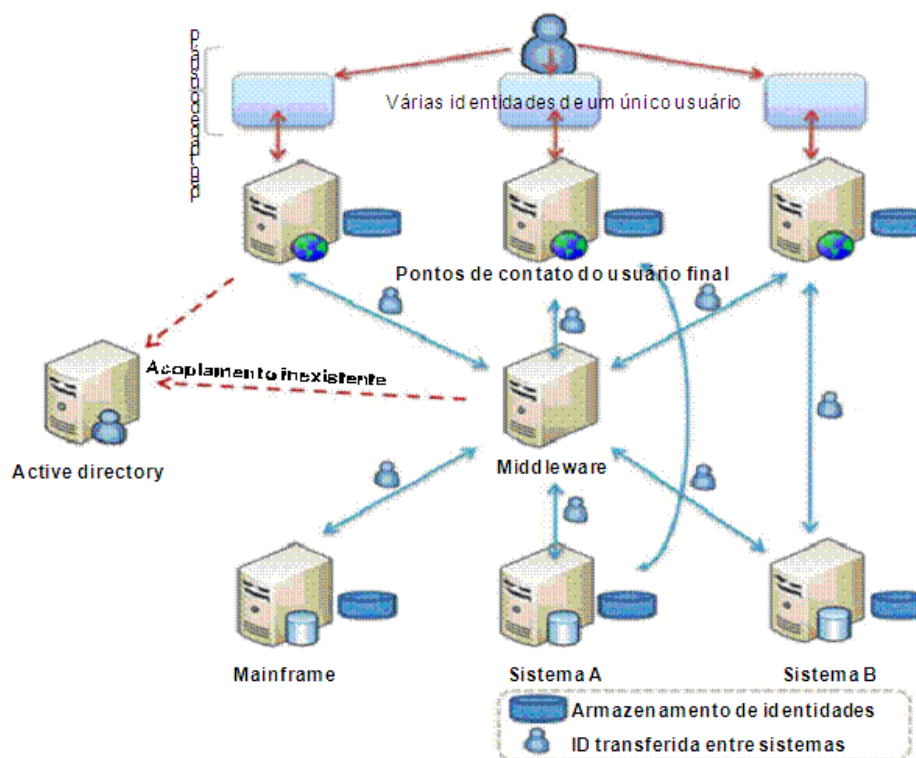 Várias identidades de um único usuário
Pontos de contato do usuário final
Acoplamento inexistente
Active directory
Middleware
Mainframe
Sistema A
Sistema B
Armazenamento de identidades
ID transferida entre sistemas